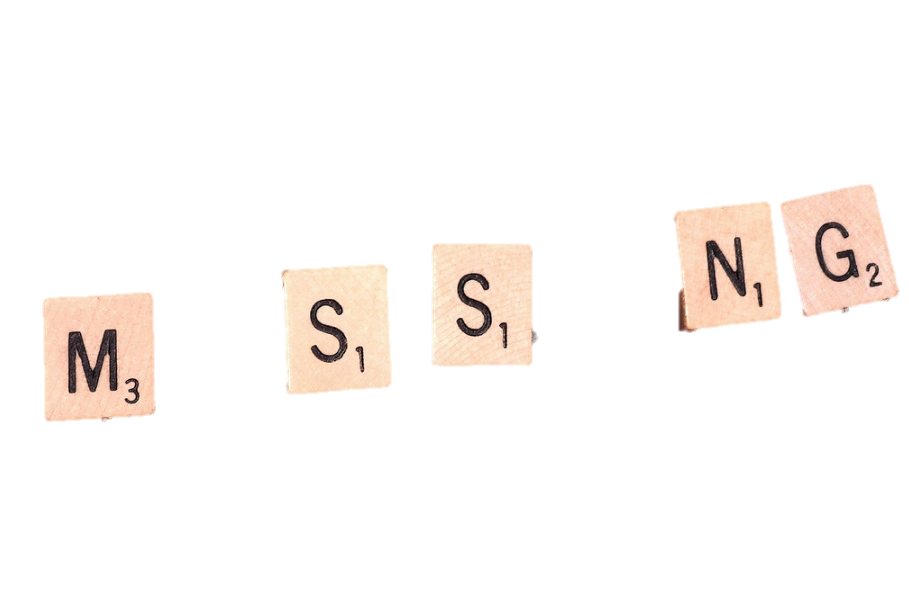 M₃ S₁ S₁ N₁ G₂